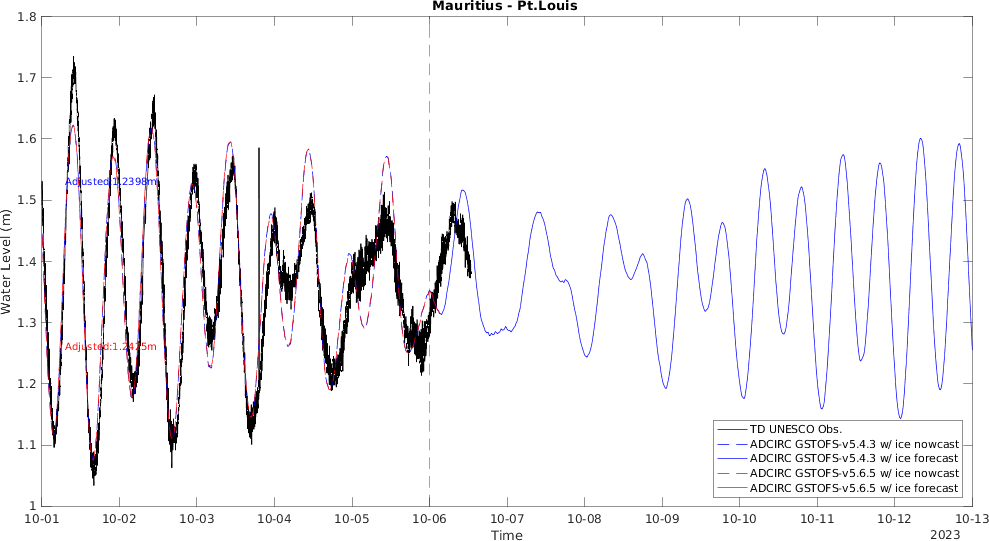 Mauritius - Pt.Louis
1.8
1.7
1.6
1.5
1.4
1.3
1.2
1.1
1
Water Level (m)
Adjusted:1.2398m
Adjusted:1.2425m
TD UNESCO Obs.
ADCIRC GSTOFS-v5.4.3 w/ ice nowcast
ADCIRC GSTOFS-v5.4.3 w/ ice forecast
ADCIRC GSTOFS-v5.6.5 w/ ice nowcast
ADCIRC GSTOFS-v5.6.5 w/ ice forecast
10-01 10-02 10-03 10-04 10-05 10-06 10-07 10-08 10-09 10-10 10-11 10-12 10-13
Time
2023